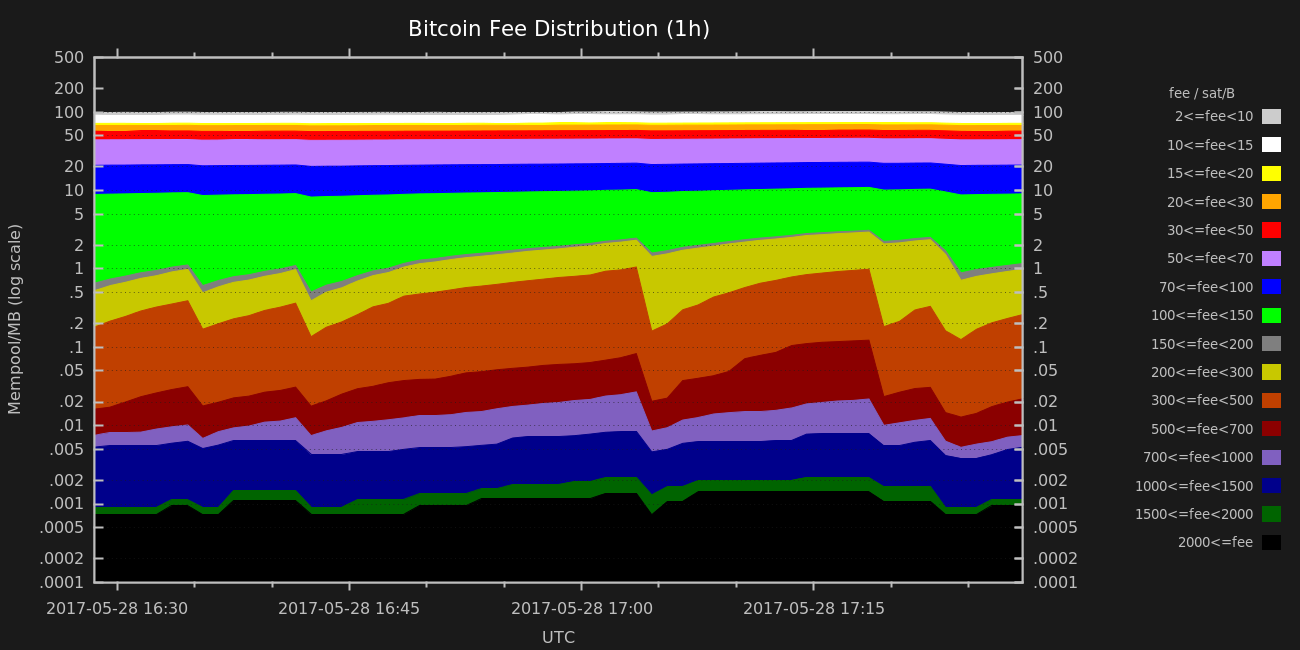 Bitcoin Fee Distribution (1h)
500
200
100
50
20
10
5
2
1
.5
.2
.1
.05
.02
.01
.005
.002
.001
.0005
.0002
.0001
Mempool/MB (log scale)
500
200
100
50
20
10
5
2
1
.5
.2
.1
.05
.02
.01
.005
.002
.001
.0005
.0002
.0001
2017-05-28 16:30
2017-05-28 16:45
2017-05-28 17:00
2017-05-28 17:15
UTC
fee / sat/B
2<=fee<10
10<=fee<15
15<=fee<20
20<=fee<30
30<=fee<50
50<=fee<70
70<=fee<100
100<=fee<150
150<=fee<200
200<=fee<300
300<=fee<500
500<=fee<700
700<=fee<1000
1000<=fee<1500
1500<=fee<2000
2000<=fee